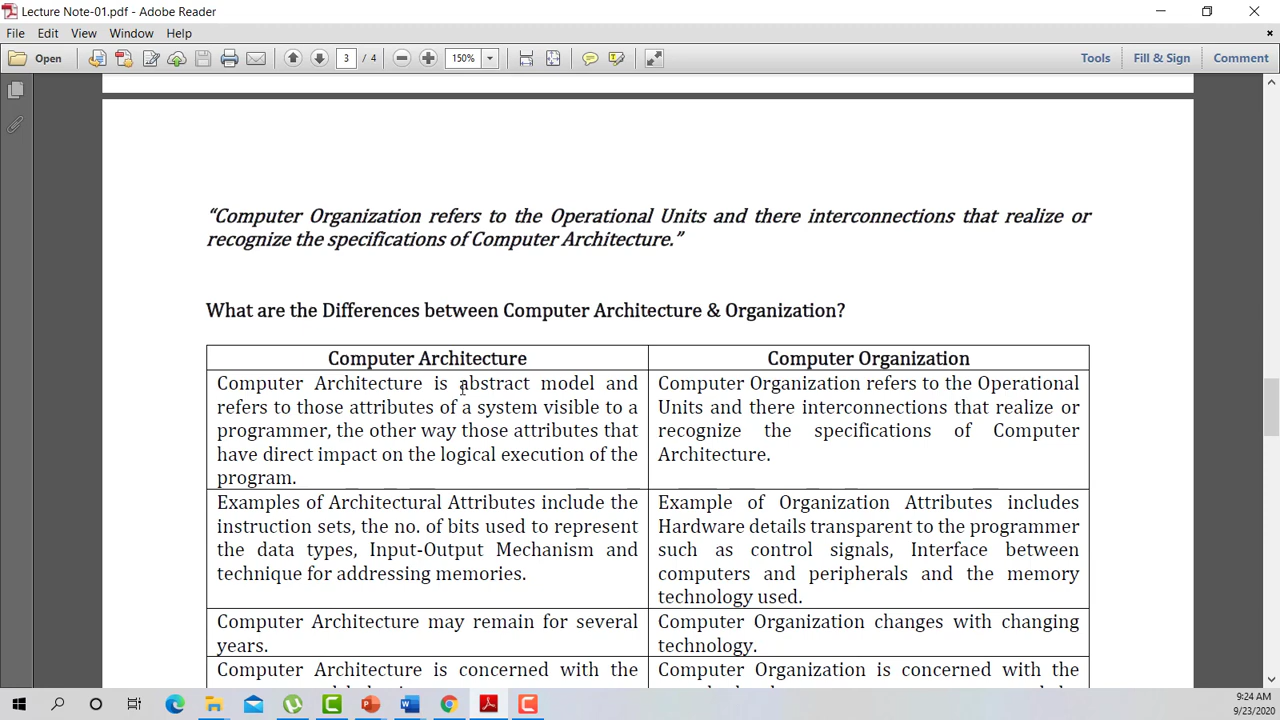 Lecture Note-01.pdf - Adobe Reader
File Edit View Window Help
Open 3 / 4 150% Tools Fill & Sign Comment
“Computer Organization refers to the Operational Units and there interconnections that realize or
recognize the specifications of Computer Architecture.”
What are the Differences between Computer Architecture & Organization?
Computer Architecture
Computer Organization
Computer Architecture is abstract model and
refers to those attributes of a system visible to a
programmer, the other way those attributes that
have direct impact on the logical execution of the
program.
Computer Organization refers to the Operational
Units and there interconnections that realize or
recognize the specifications of Computer
Architecture.
Examples of Architectural Attributes include the
instruction sets, the no. of bits used to represent
the data types, Input-Output Mechanism and
technique for addressing memories.
Example of Organization Attributes includes
Hardware details transparent to the programmer
such as control signals, Interface between
computers and peripherals and the memory
technology used.
Computer Architecture may remain for several
years.
Computer Organization changes with changing
technology.
Computer Architecture is concerned with the
Computer Organization is concerned with the
9:24 AM
9/23/2020